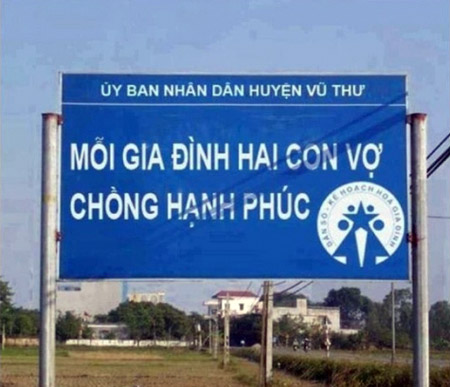 ỦY BAN NHÂN DÂN HUYỆN VŨ THƯ
MỖI GIA ĐÌNH HAI CON VỢ
CHỒNG HẠNH PHÚC
DÂN SỐ - KẾ HOẠCH HOÁ GIA ĐÌNH